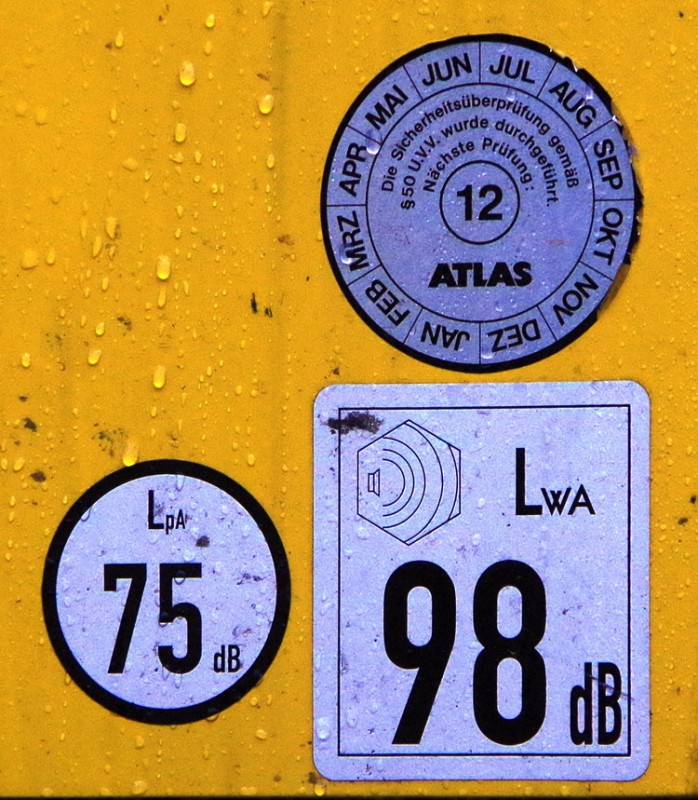 JAN FEB MRZ APR MAI JUN JUL AUG SEP OKT NOV DEZ
Die Sicherheitsüberprüfung gemäß
§50 U.V.V. wurde durchgeführt.
Nächste Prüfung:
12
ATLAS
LpA
75 dB
LWA
98 dB